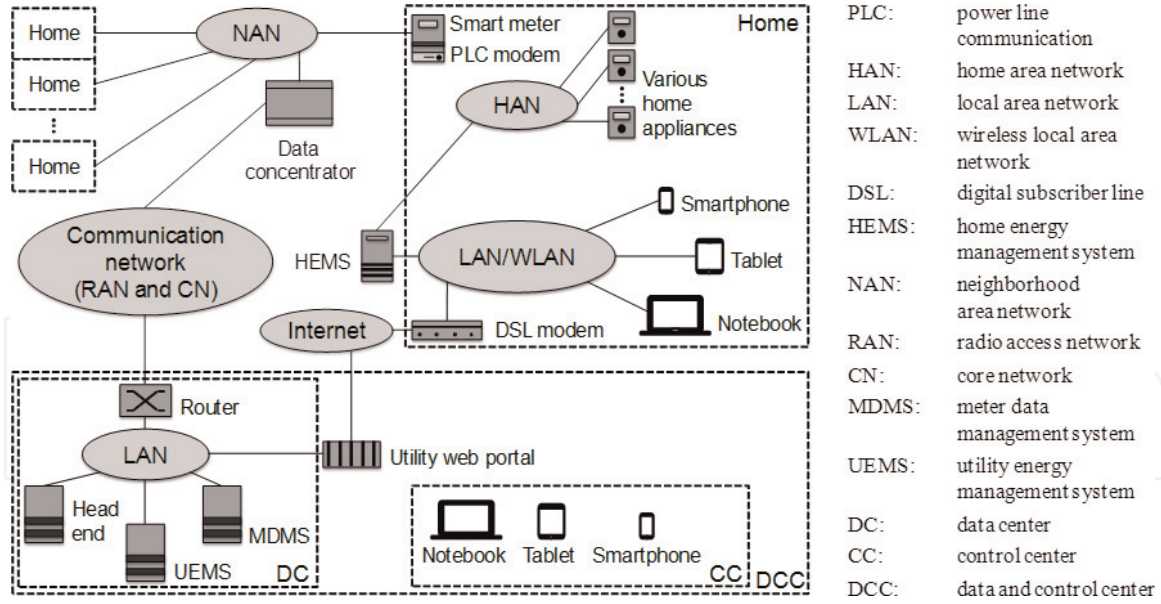 Home
Home
Home
NAN
Data
concentrator
Smart meter
PLC modem
Home
HAN
Various
home
appliances
Communication
network
(RAN and CN)
HEMS
LAN/WLAN
Smartphone
Tablet
Notebook
Internet
DSL modem
Router
LAN
Utility web portal
Head
end
UEMS
MDMS
DC
Notebook
Tablet
Smartphone
CC
DCC
PLC: power line
communication
HAN: home area network
LAN: local area network
WLAN: wireless local area
network
DSL: digital subscriber line
HEMS: home energy
management system
NAN: neighborhood
area network
RAN: radio access network
CN: core network
MDMS: meter data
management system
UEMS: utility energy
management system
DC: data center
CC: control center
DCC: data and control center